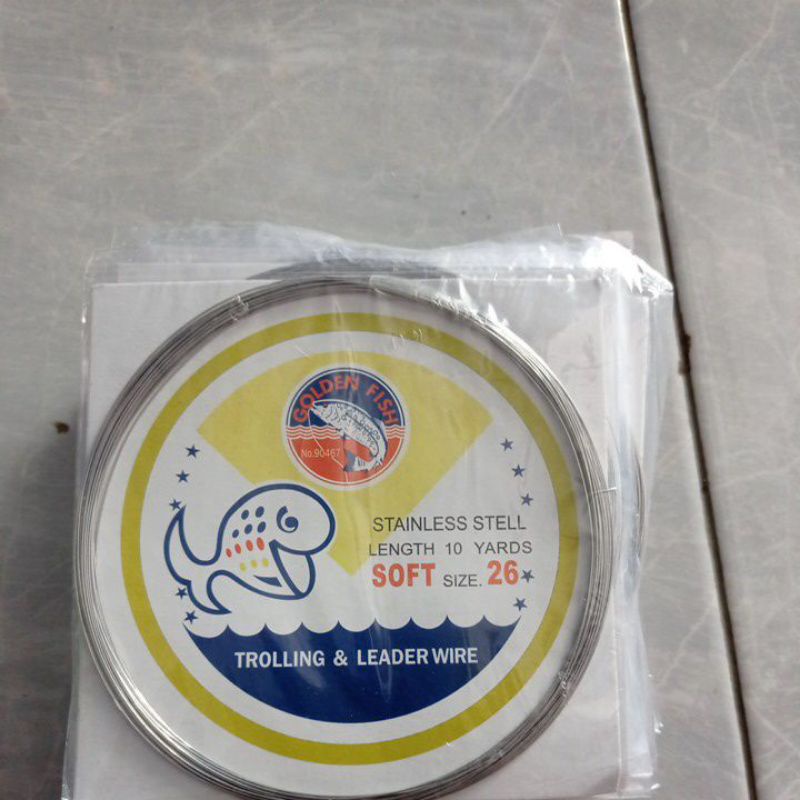 GOLDEN FISH
No.90467
STAINLESS STELL
LENGTH 10 YARDS
SOFT SIZE. 26
TROLLING & LEADER WIRE